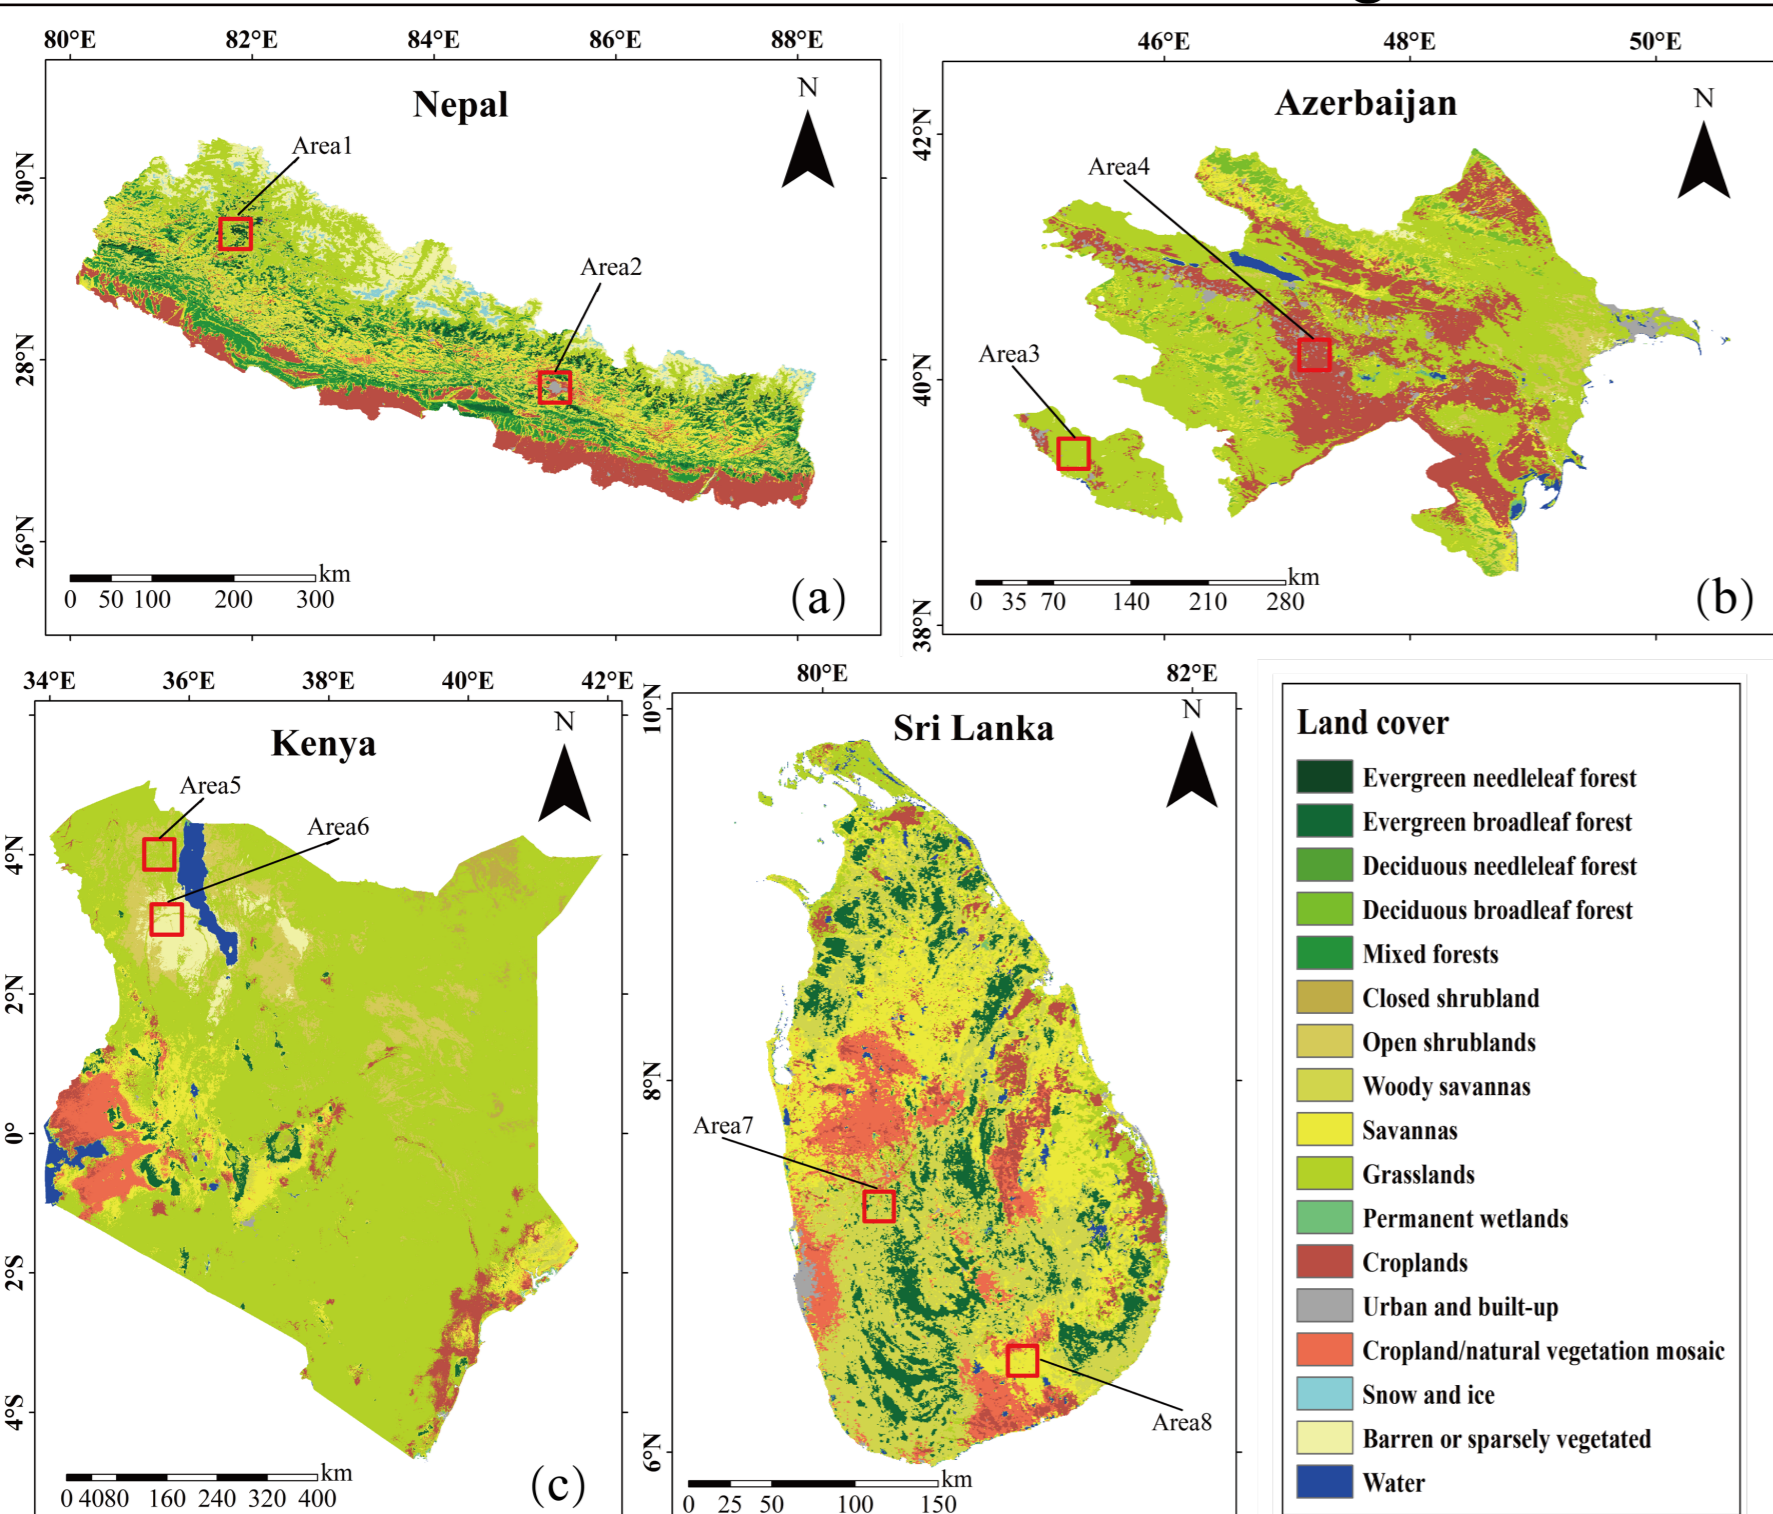 80°E 82°E 84°E 86°E 88°E
30°N
28°N
26°N
Nepal
N
Area1
Area2
km
0 50 100 200 300
(a)
46°E 48°E 50°E
42°N
40°N
38°N
Azerbaijan
N
Area4
Area3
km
0 35 70 140 210 280
(b)
34°E 36°E 38°E 40°E 42°E
4°N
2°N
0°
2°S
4°S
Kenya
N
Area5
Area6
km
0 40 80 160 240 320 400
(c)
80°E 82°E
10°N
8°N
6°N
Sri Lanka
N
Area7
Area8
km
0 25 50 100 150
Land cover
Evergreen needleleaf forest
Evergreen broadleaf forest
Deciduous needleleaf forest
Deciduous broadleaf forest
Mixed forests
Closed shrubland
Open shrublands
Woody savannas
Savannas
Grasslands
Permanent wetlands
Croplands
Urban and built-up
Cropland/natural vegetation mosaic
Snow and ice
Barren or sparsely vegetated
Water